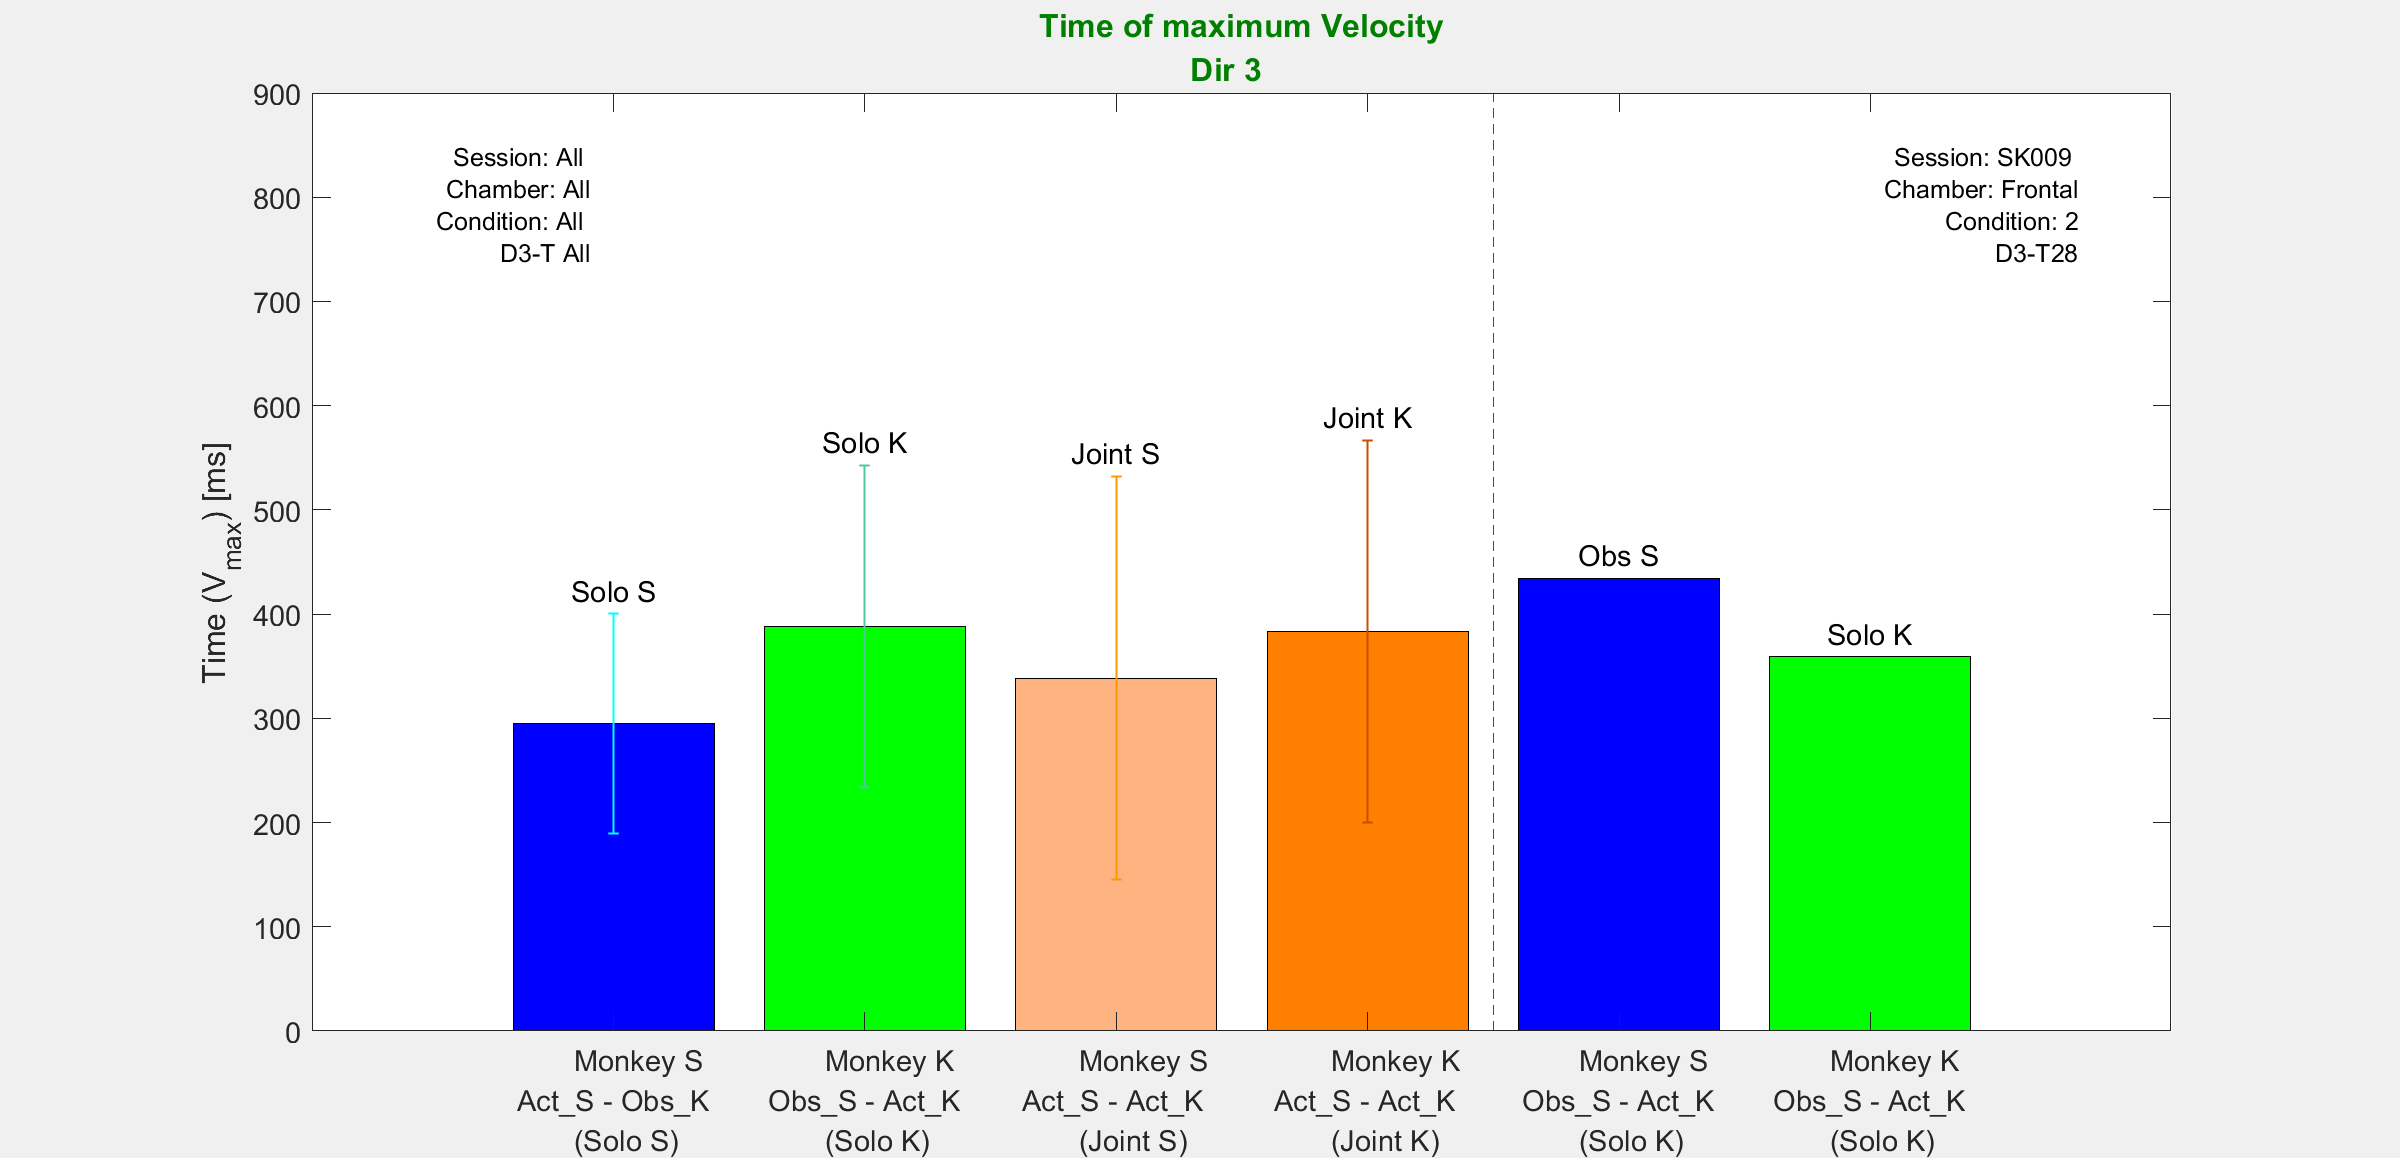 Time of maximum Velocity
Dir 3
900
800
700
600
500
400
300
200
100
0
Time (Vmax) [ms]
Session: All
Chamber: All
Condition: All
D3-T All
Session: SK009
Chamber: Frontal
Condition: 2
D3-T28
Solo S
Solo K
Joint S
Joint K
Obs S
Solo K
Monkey S
Act_S - Obs_K
(Solo S)
Monkey K
Obs_S - Act_K
(Solo K)
Monkey S
Act_S - Act_K
(Joint S)
Monkey K
Act_S - Act_K
(Joint K)
Monkey S
Obs_S - Act_K
(Solo K)
Monkey K
Obs_S - Act_K
(Solo K)